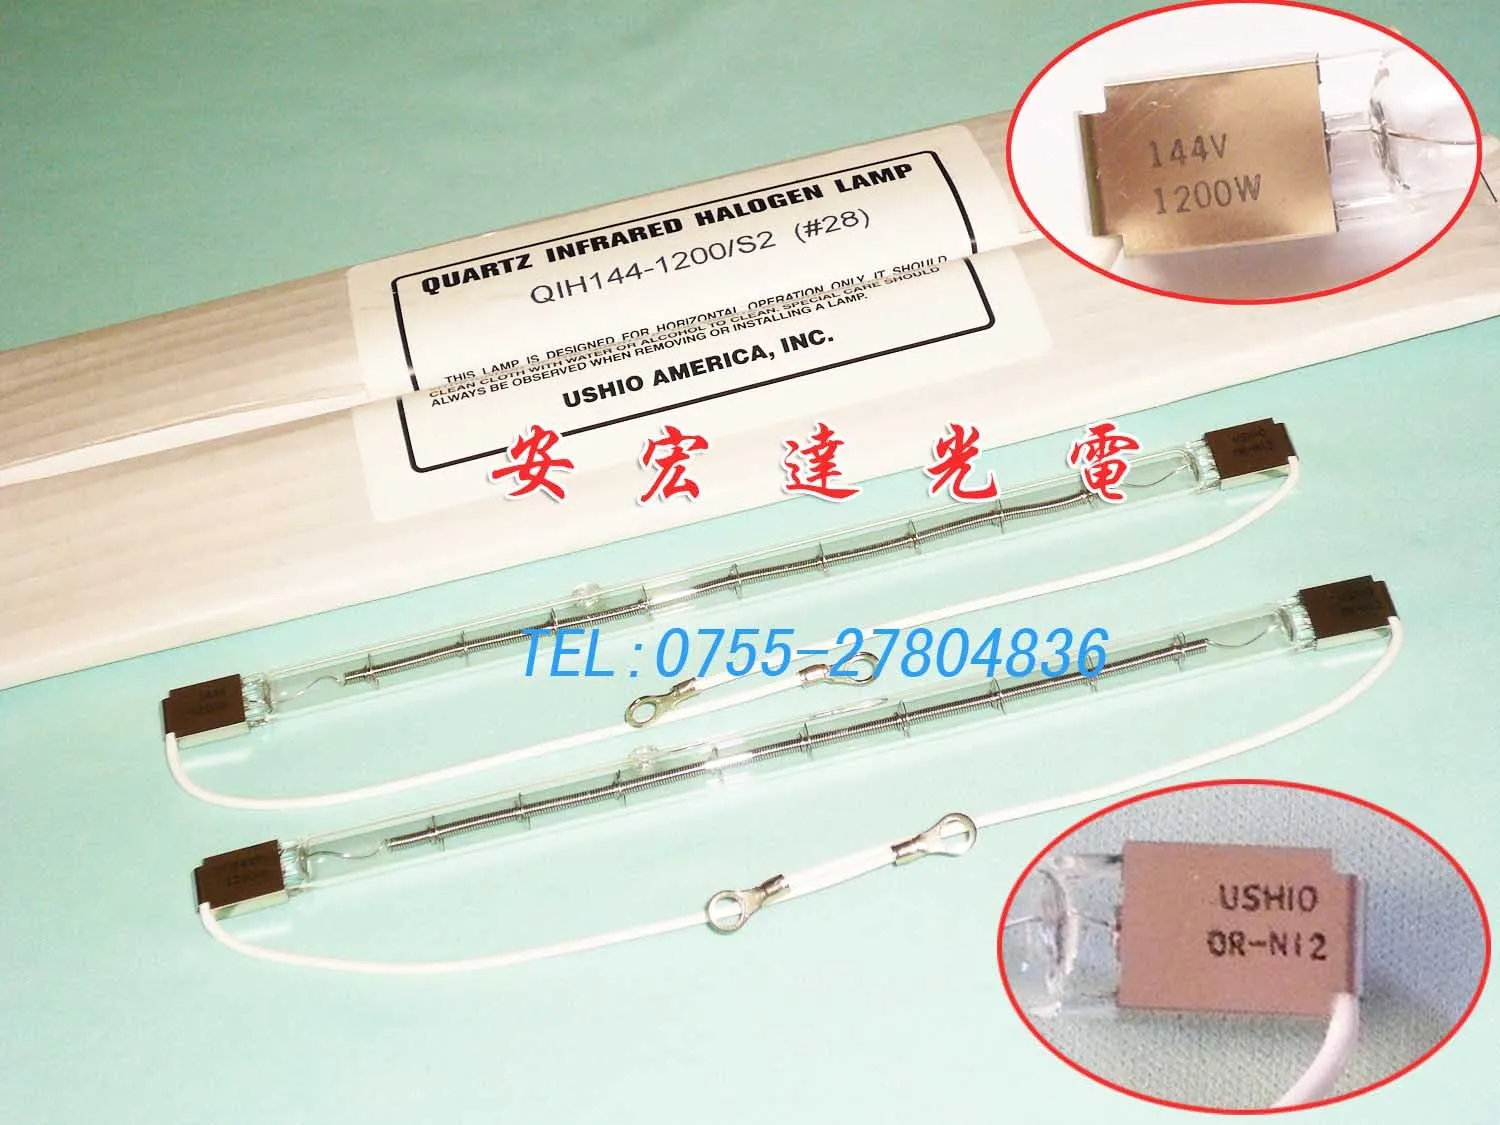 144V
1200W
QUARTZ INFRARED HALOGEN LAMP
QIH144-1200/S2 (#28)
THIS LAMP IS DESIGNED FOR HORIZONTAL OPERATION ONLY. IT SHOULD
CLEAN CLOTH WITH WATER OR ALCOHOL TO CLEAN. SPECIAL CARE SHOULD
ALWAYS BE OBSERVED WHEN REMOVING OR INSTALLING A LAMP.
USHIO AMERICA, INC.
安宏達光電
USHIO
TEL:0755-27804836
1200W
USHIO
OR-N12